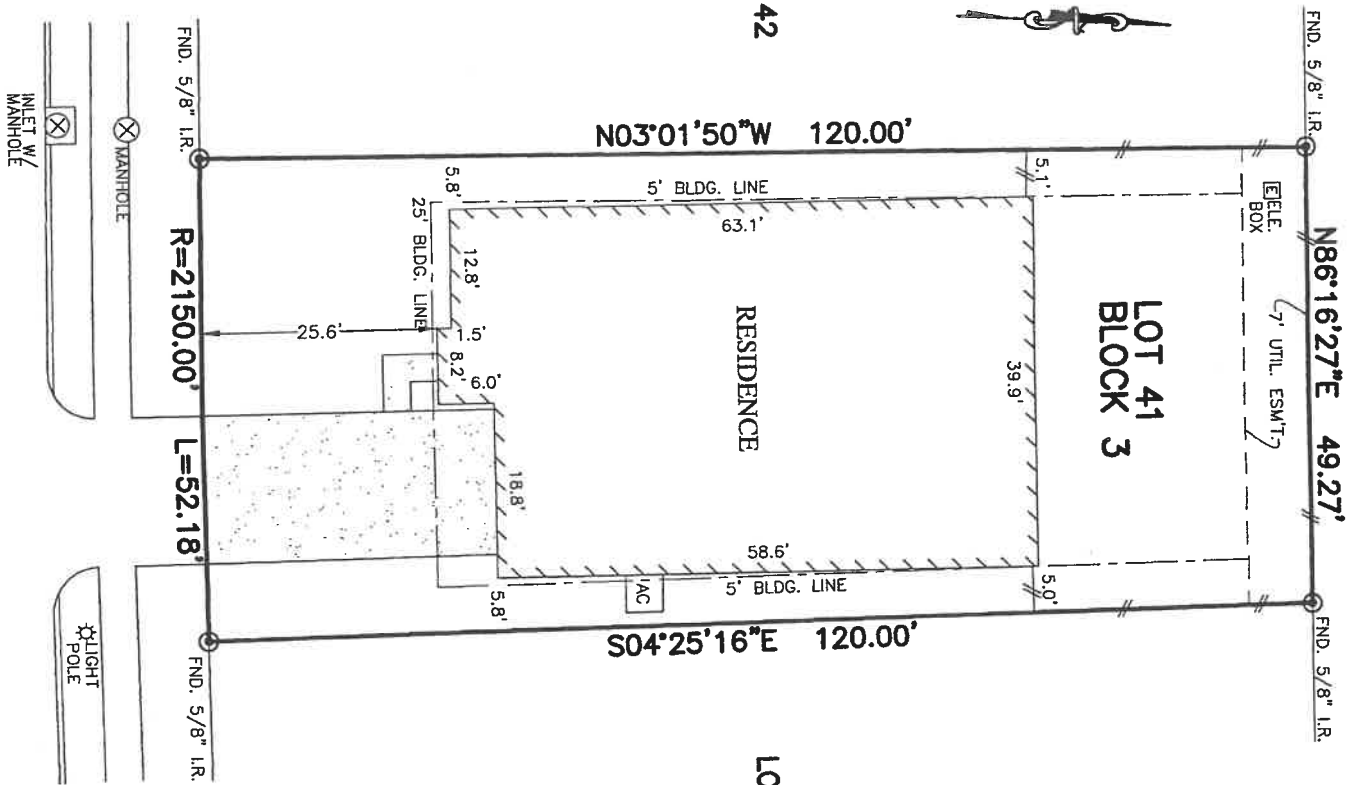 FND. 5/8" I.R.
42
FND. 5/8" I.R.
N03°01'50"W 120.00'
N86°16'27"E 49.27'
E ELE.
BOX
7' UTIL. ESM'T.
5.8'
5' BLDG. LINE
5.1'
25' BLDG. LINE
63.1'
12.8'
INLET W/
MANHOLE
MANHOLE
R=2150.00' L=52.18'
25.6'
1.5'
8.2'
6.0'
RESIDENCE
39.9'
LOT 41
BLOCK 3
18.8'
58.6'
5.8'
AC
5' BLDG. LINE
5.0'
S04°25'16"E 120.00'
LIGHT
POLE
FND. 5/8" I.R.
FND. 5/8" I.R.
LO